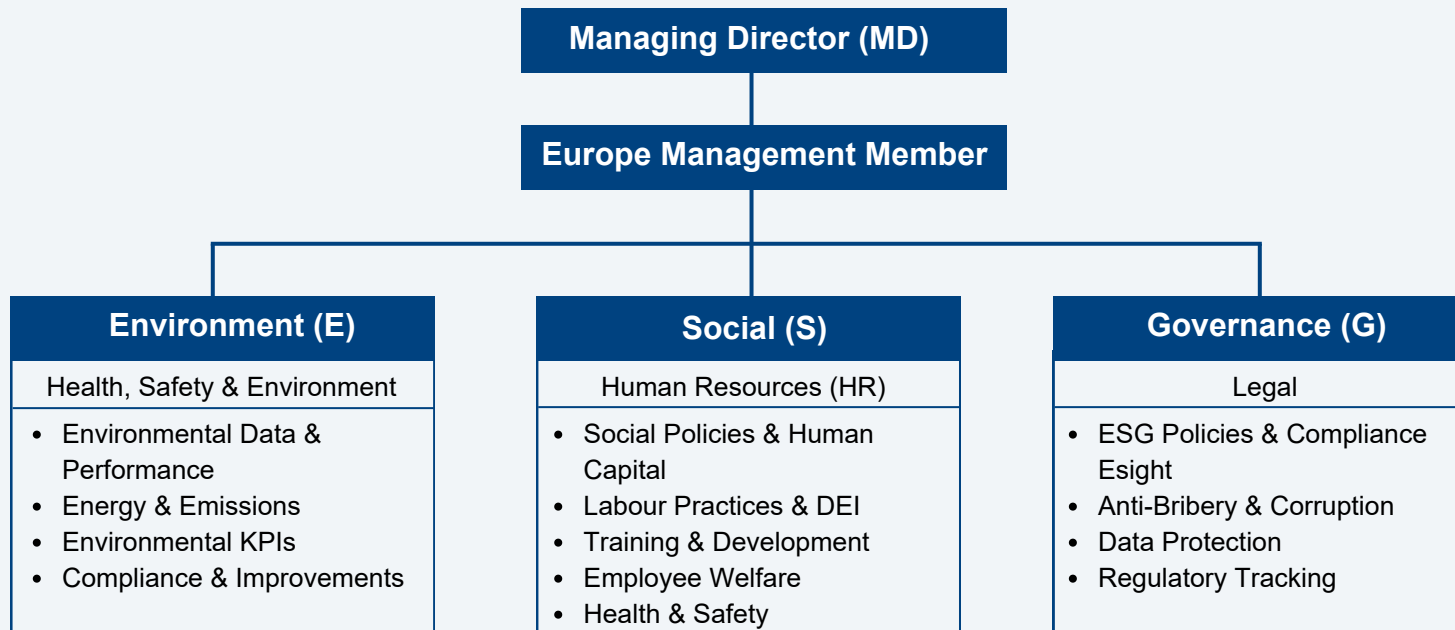 Managing Director (MD)
Europe Management Member
Environment (E)
Health, Safety & Environment
• Environmental Data &
Performance
• Energy & Emissions
• Environmental KPIs
• Compliance & Improvements
Social (S)
Human Resources (HR)
• Social Policies & Human
Capital
• Labour Practices & DEI
• Training & Development
• Employee Welfare
• Health & Safety
Governance (G)
Legal
• ESG Policies & Compliance
Esight
• Anti-Bribery & Corruption
• Data Protection
• Regulatory Tracking